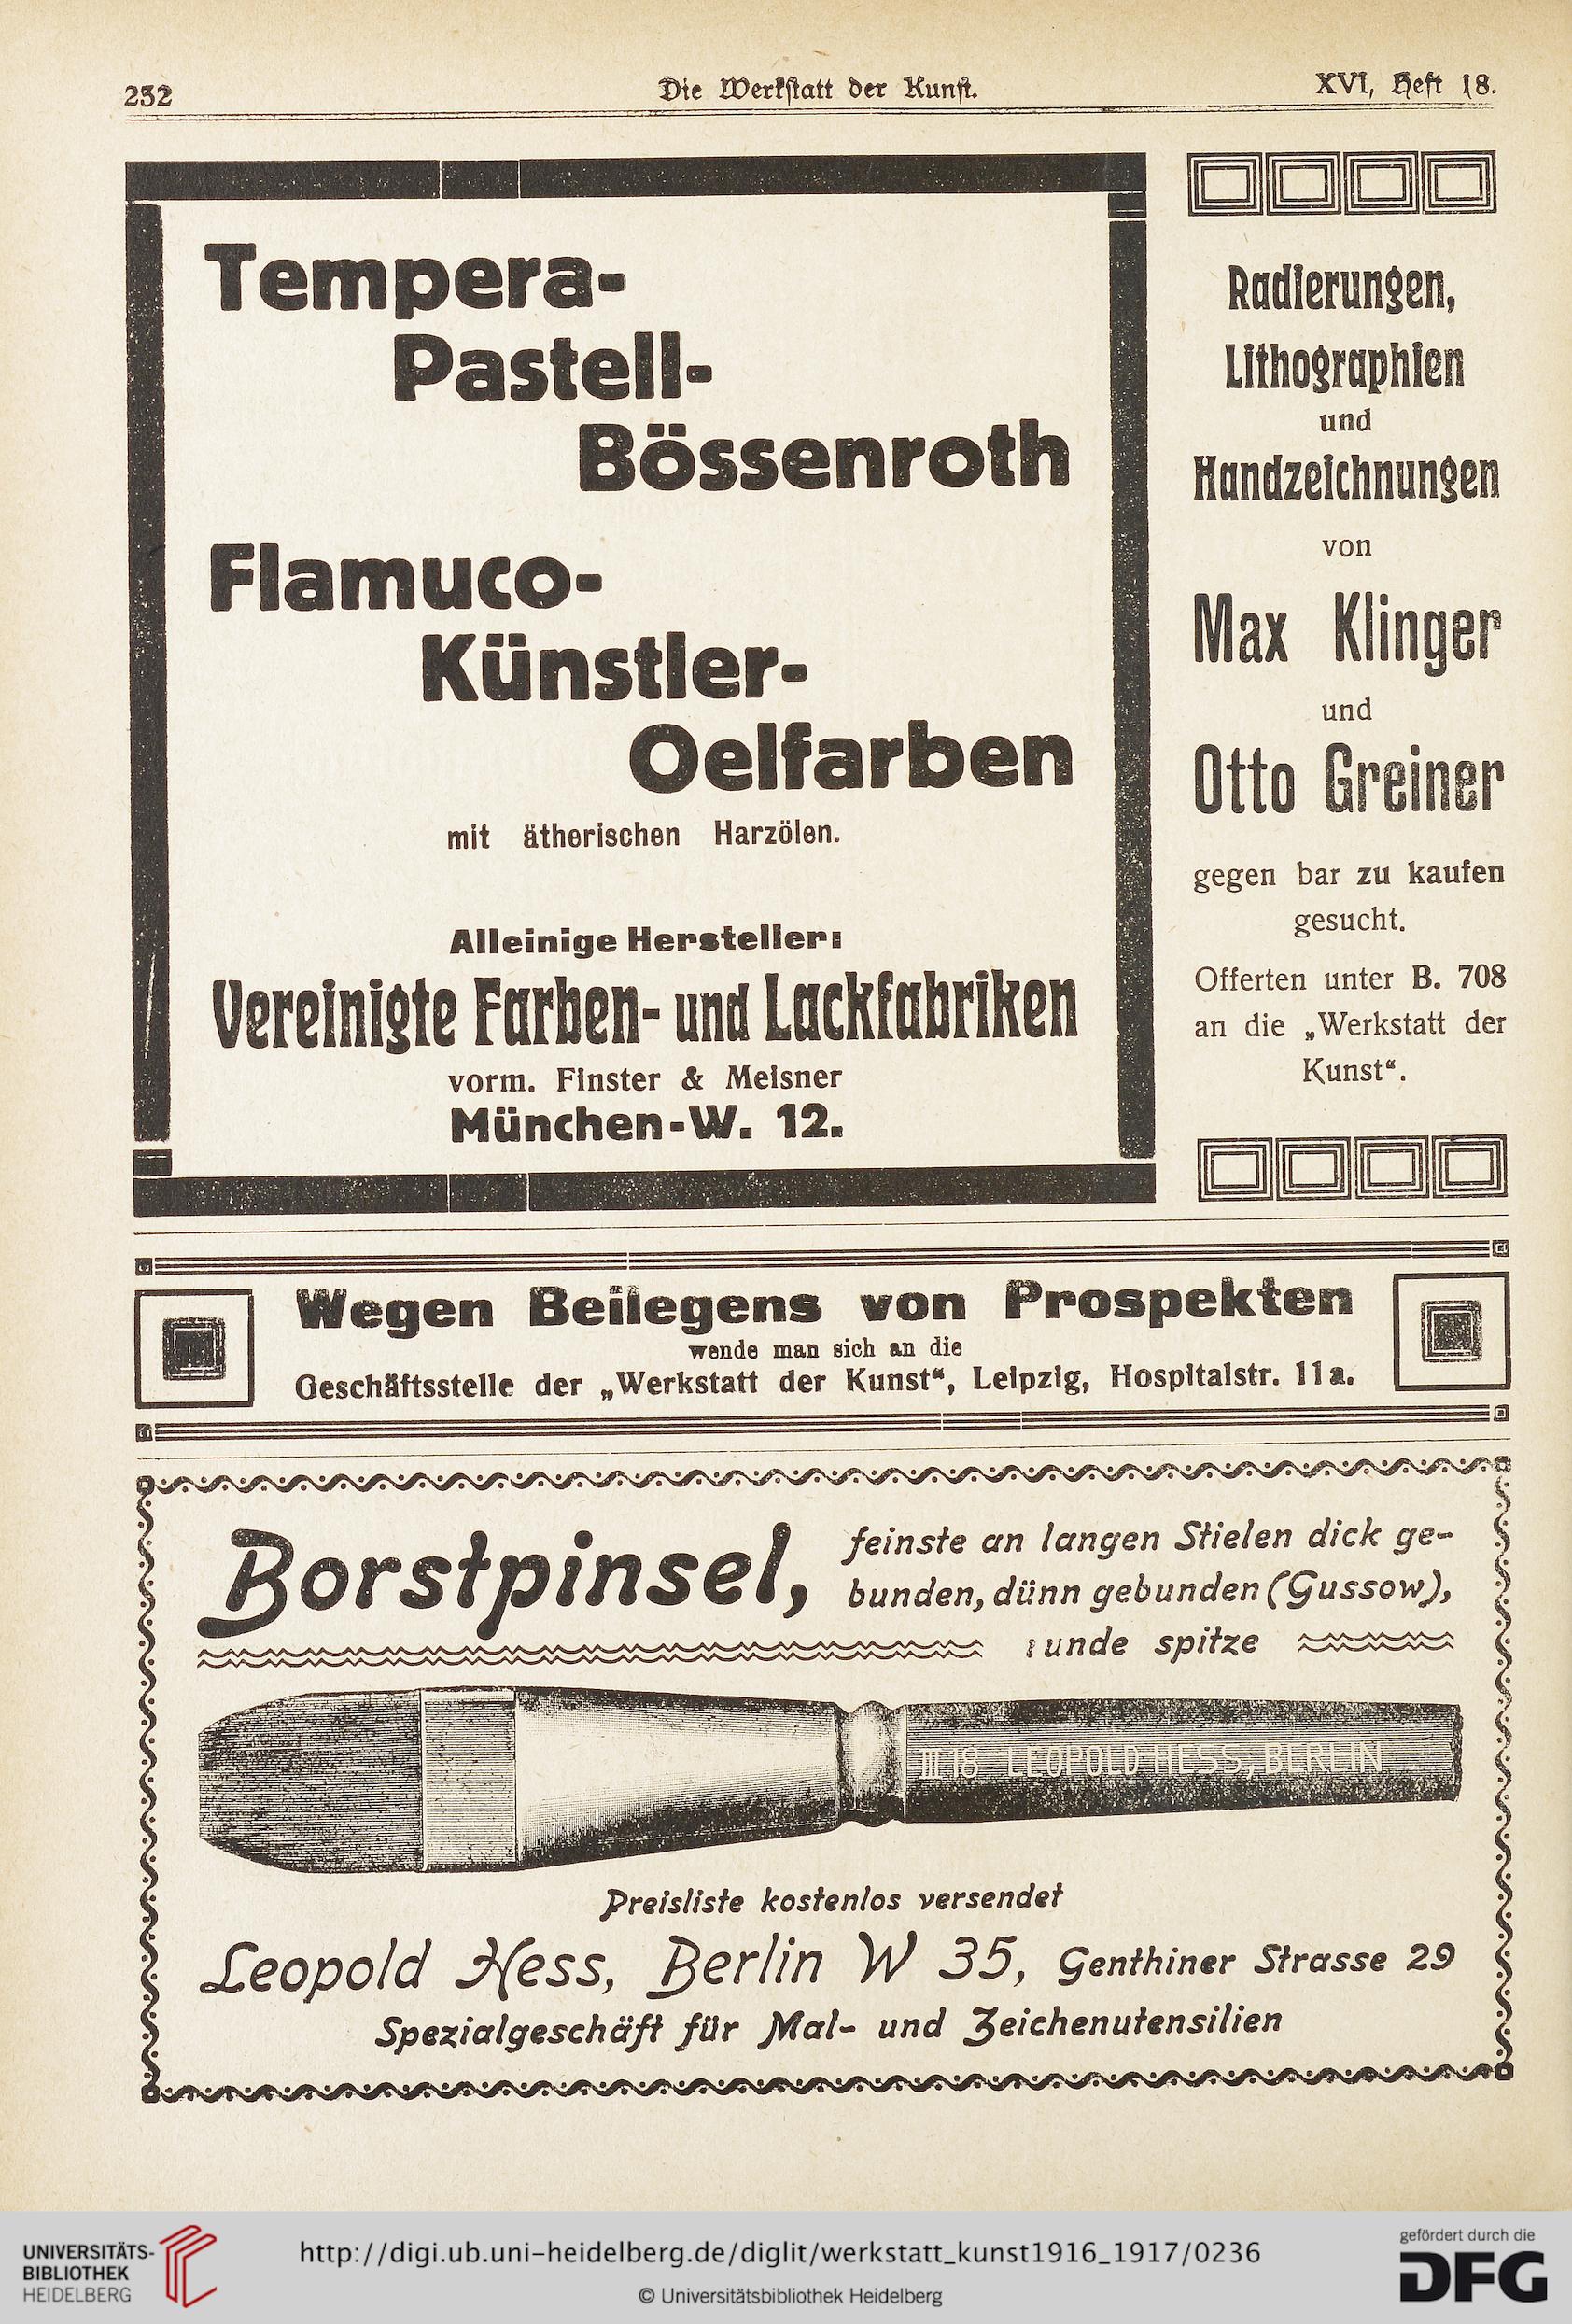 232
Die Werkstatt der Kunst.
XVI, Heft 18.
Tempera-
Pastell-
Bössenroth
Flamuco-
Künstler-
Oelfarben
mit ätherischen Harzölen.
Alleinige Hersteller:
Vereinigte Farben- und Lackfabriken
vorm. Finster & Meisner
München-W. 12.
Radierungen,
Lithographien
und
Handzeichnungen
von
Max Klinger
und
Otto Greiner
gegen bar zu kaufen
gesucht.
Offerten unter B. 708
an die „Werkstatt der
Kunst“.
Wegen Beilegens von Prospekten
wende man sich an die
Geschäftsstelle der „Werkstatt der Kunst“, Leipzig, Hospitalstr. 11a.
Borstpinsel,
feinste an langen Stielen dick ge-
bunden, dünn gebunden (Gussow),
runde spitze
III 18 LEOPOLD HESS, BERLIN
Preisliste kostenlos versendet
Leopold Hess, Berlin W 35, Genthiner Strasse 29
Spezialgeschäft für Mal- und Zeichenutensilien
UNIVERSITÄTS-
BIBLIOTHEK
HEIDELBERG
http://digi.ub.uni-heidelberg.de/diglit/werkstatt_kunst1916_1917/0236
© Universitätsbibliothek Heidelberg
gefördert durch die
DFG